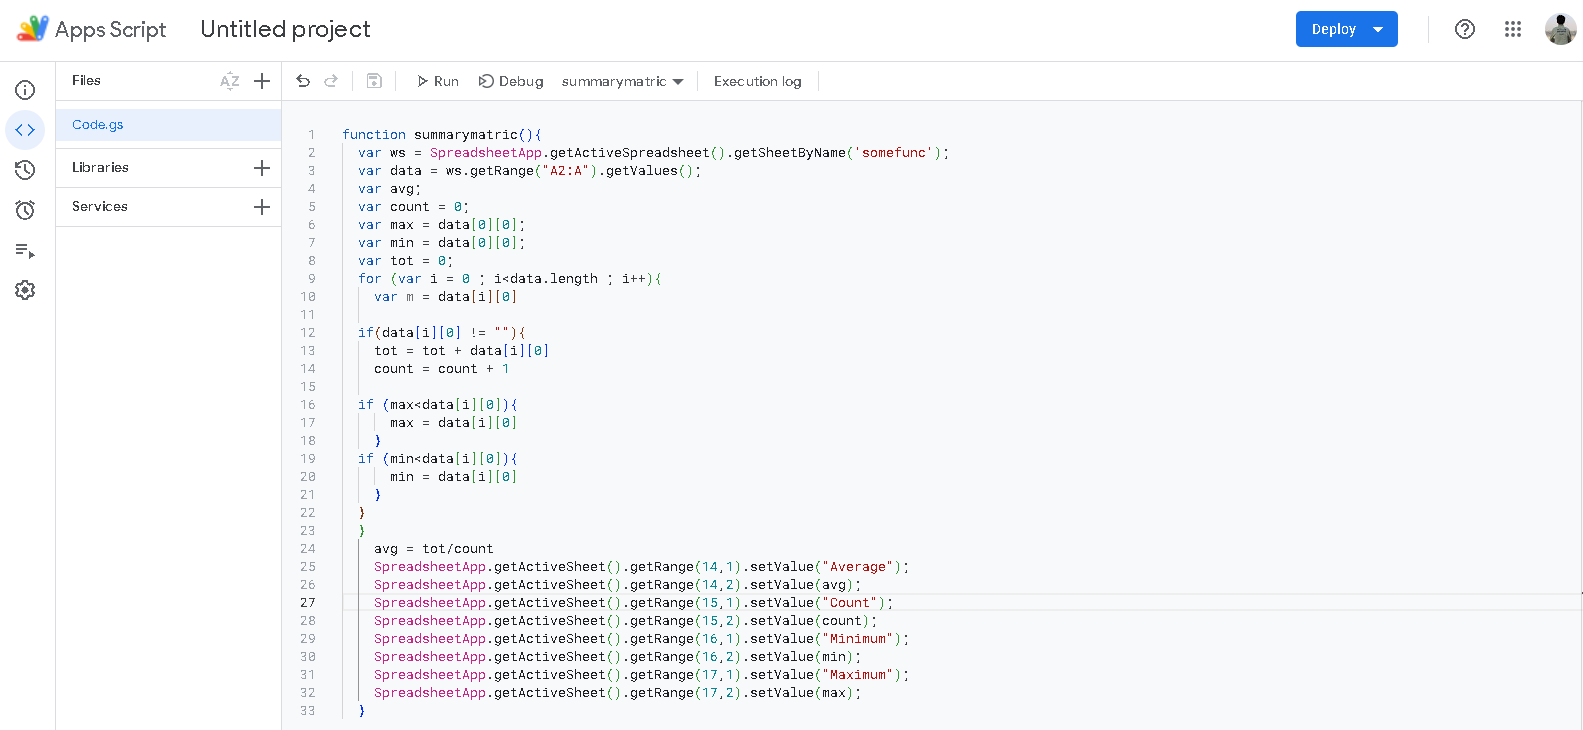 Apps Script Untitled project Deploy
Files AZ Run Debug summarymatric Execution log
Code.gs
Libraries
Services
1 function summarymatric(){
2 var ws = SpreadsheetApp.getActiveSpreadsheet().getSheetByName('somefunc');
3 var data = ws.getRange("A2:A").getValues();
4 var avg;
5 var count = 0;
6 var max = data[0][0];
7 var min = data[0][0];
8 var tot = 0;
9 for (var i = 0 ; i<data.length ; i++){
10 var m = data[i][0]
11
12 if(data[i][0] != ""){
13 tot = tot + data[i][0]
14 count = count + 1
15
16 if (max<data[i][0]){
17 max = data[i][0]
18 }
19 if (min<data[i][0]){
20 min = data[i][0]
21 }
22 }
23 }
24 avg = tot/count
25 SpreadsheetApp.getActiveSheet().getRange(14,1).setValue("Average");
26 SpreadsheetApp.getActiveSheet().getRange(14,2).setValue(avg);
27 SpreadsheetApp.getActiveSheet().getRange(15,1).setValue("Count");
28 SpreadsheetApp.getActiveSheet().getRange(15,2).setValue(count);
29 SpreadsheetApp.getActiveSheet().getRange(16,1).setValue("Minimum");
30 SpreadsheetApp.getActiveSheet().getRange(16,2).setValue(min);
31 SpreadsheetApp.getActiveSheet().getRange(17,1).setValue("Maximum");
32 SpreadsheetApp.getActiveSheet().getRange(17,2).setValue(max);
33 }